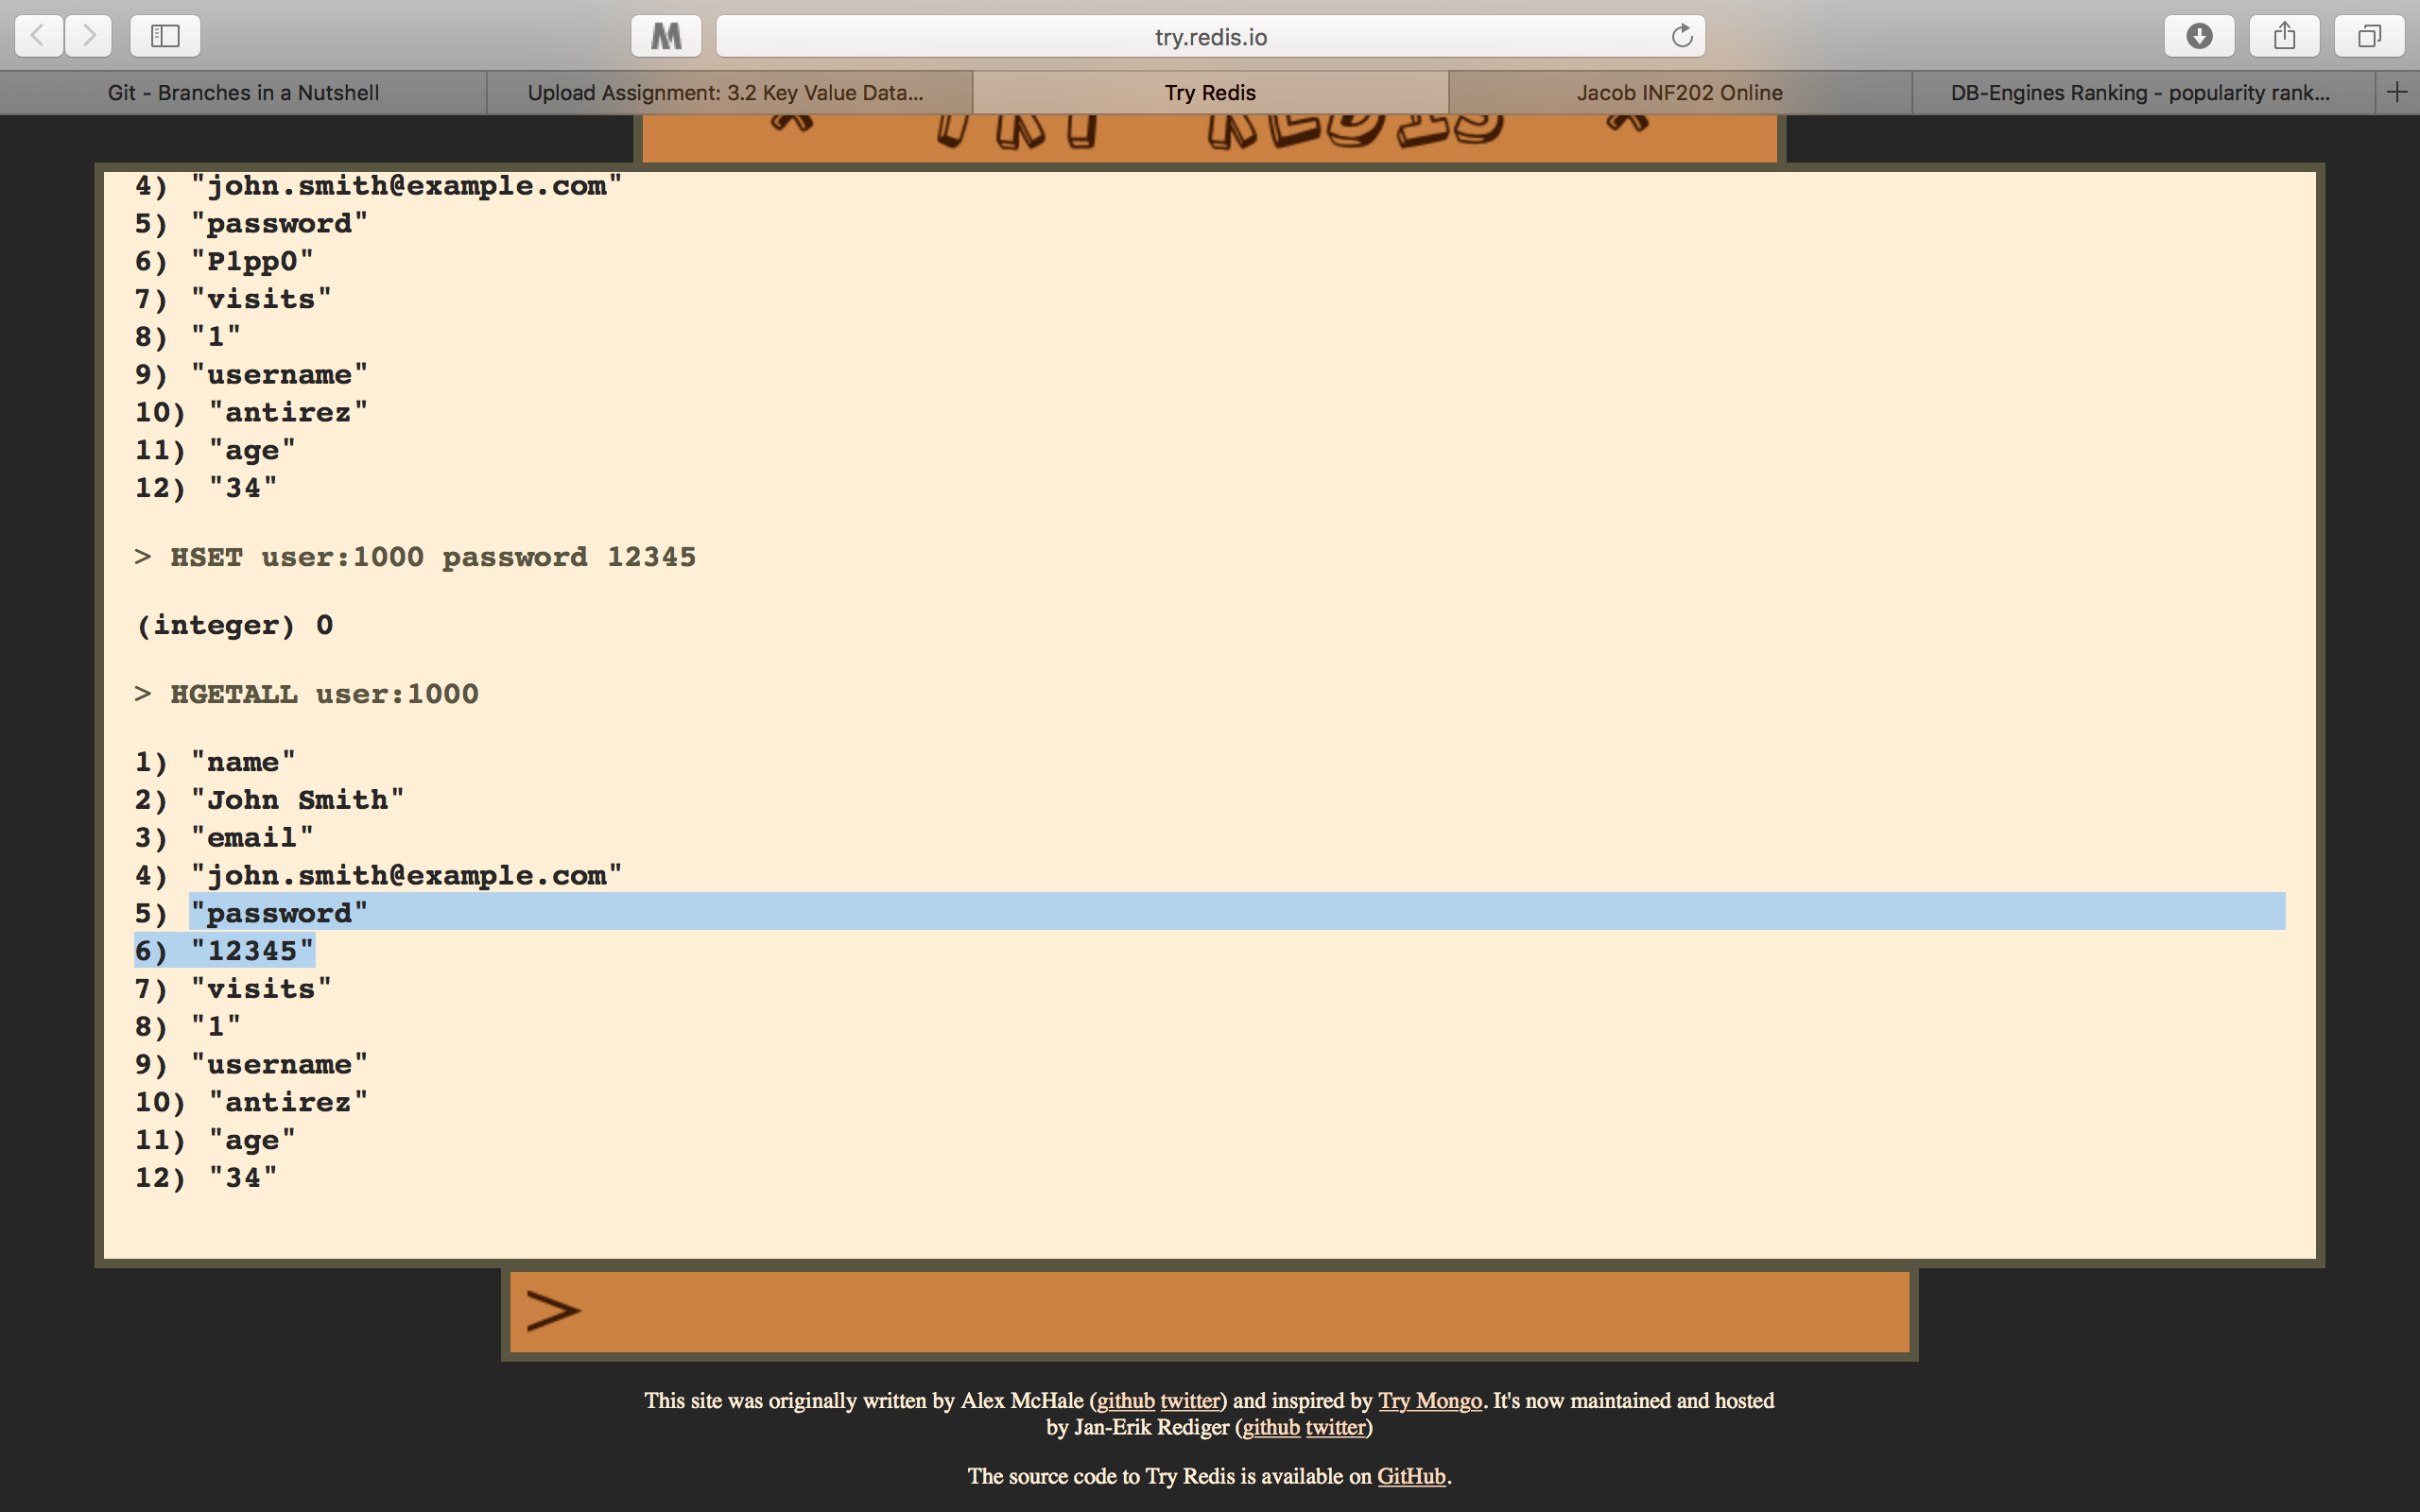 try.redis.io
Git - Branches in a Nutshell
Upload Assignment: 3.2 Key Value Data...
Try Redis
Jacob INF202 Online
DB-Engines Ranking - popularity rank...
TRY REDIS
4) "john.smith@example.com"
5) "password"
6) "P1pp0"
7) "visits"
8) "1"
9) "username"
10) "antirez"
11) "age"
12) "34"
> HSET user:1000 password 12345
(integer) 0
> HGETALL user:1000
1) "name"
2) "John Smith"
3) "email"
4) "john.smith@example.com"
5) "password"
6) "12345"
7) "visits"
8) "1"
9) "username"
10) "antirez"
11) "age"
12) "34"
>
This site was originally written by Alex McHale (github twitter) and inspired by Try Mongo. It's now maintained and hosted
by Jan-Erik Rediger (github twitter)
The source code to Try Redis is available on GitHub.